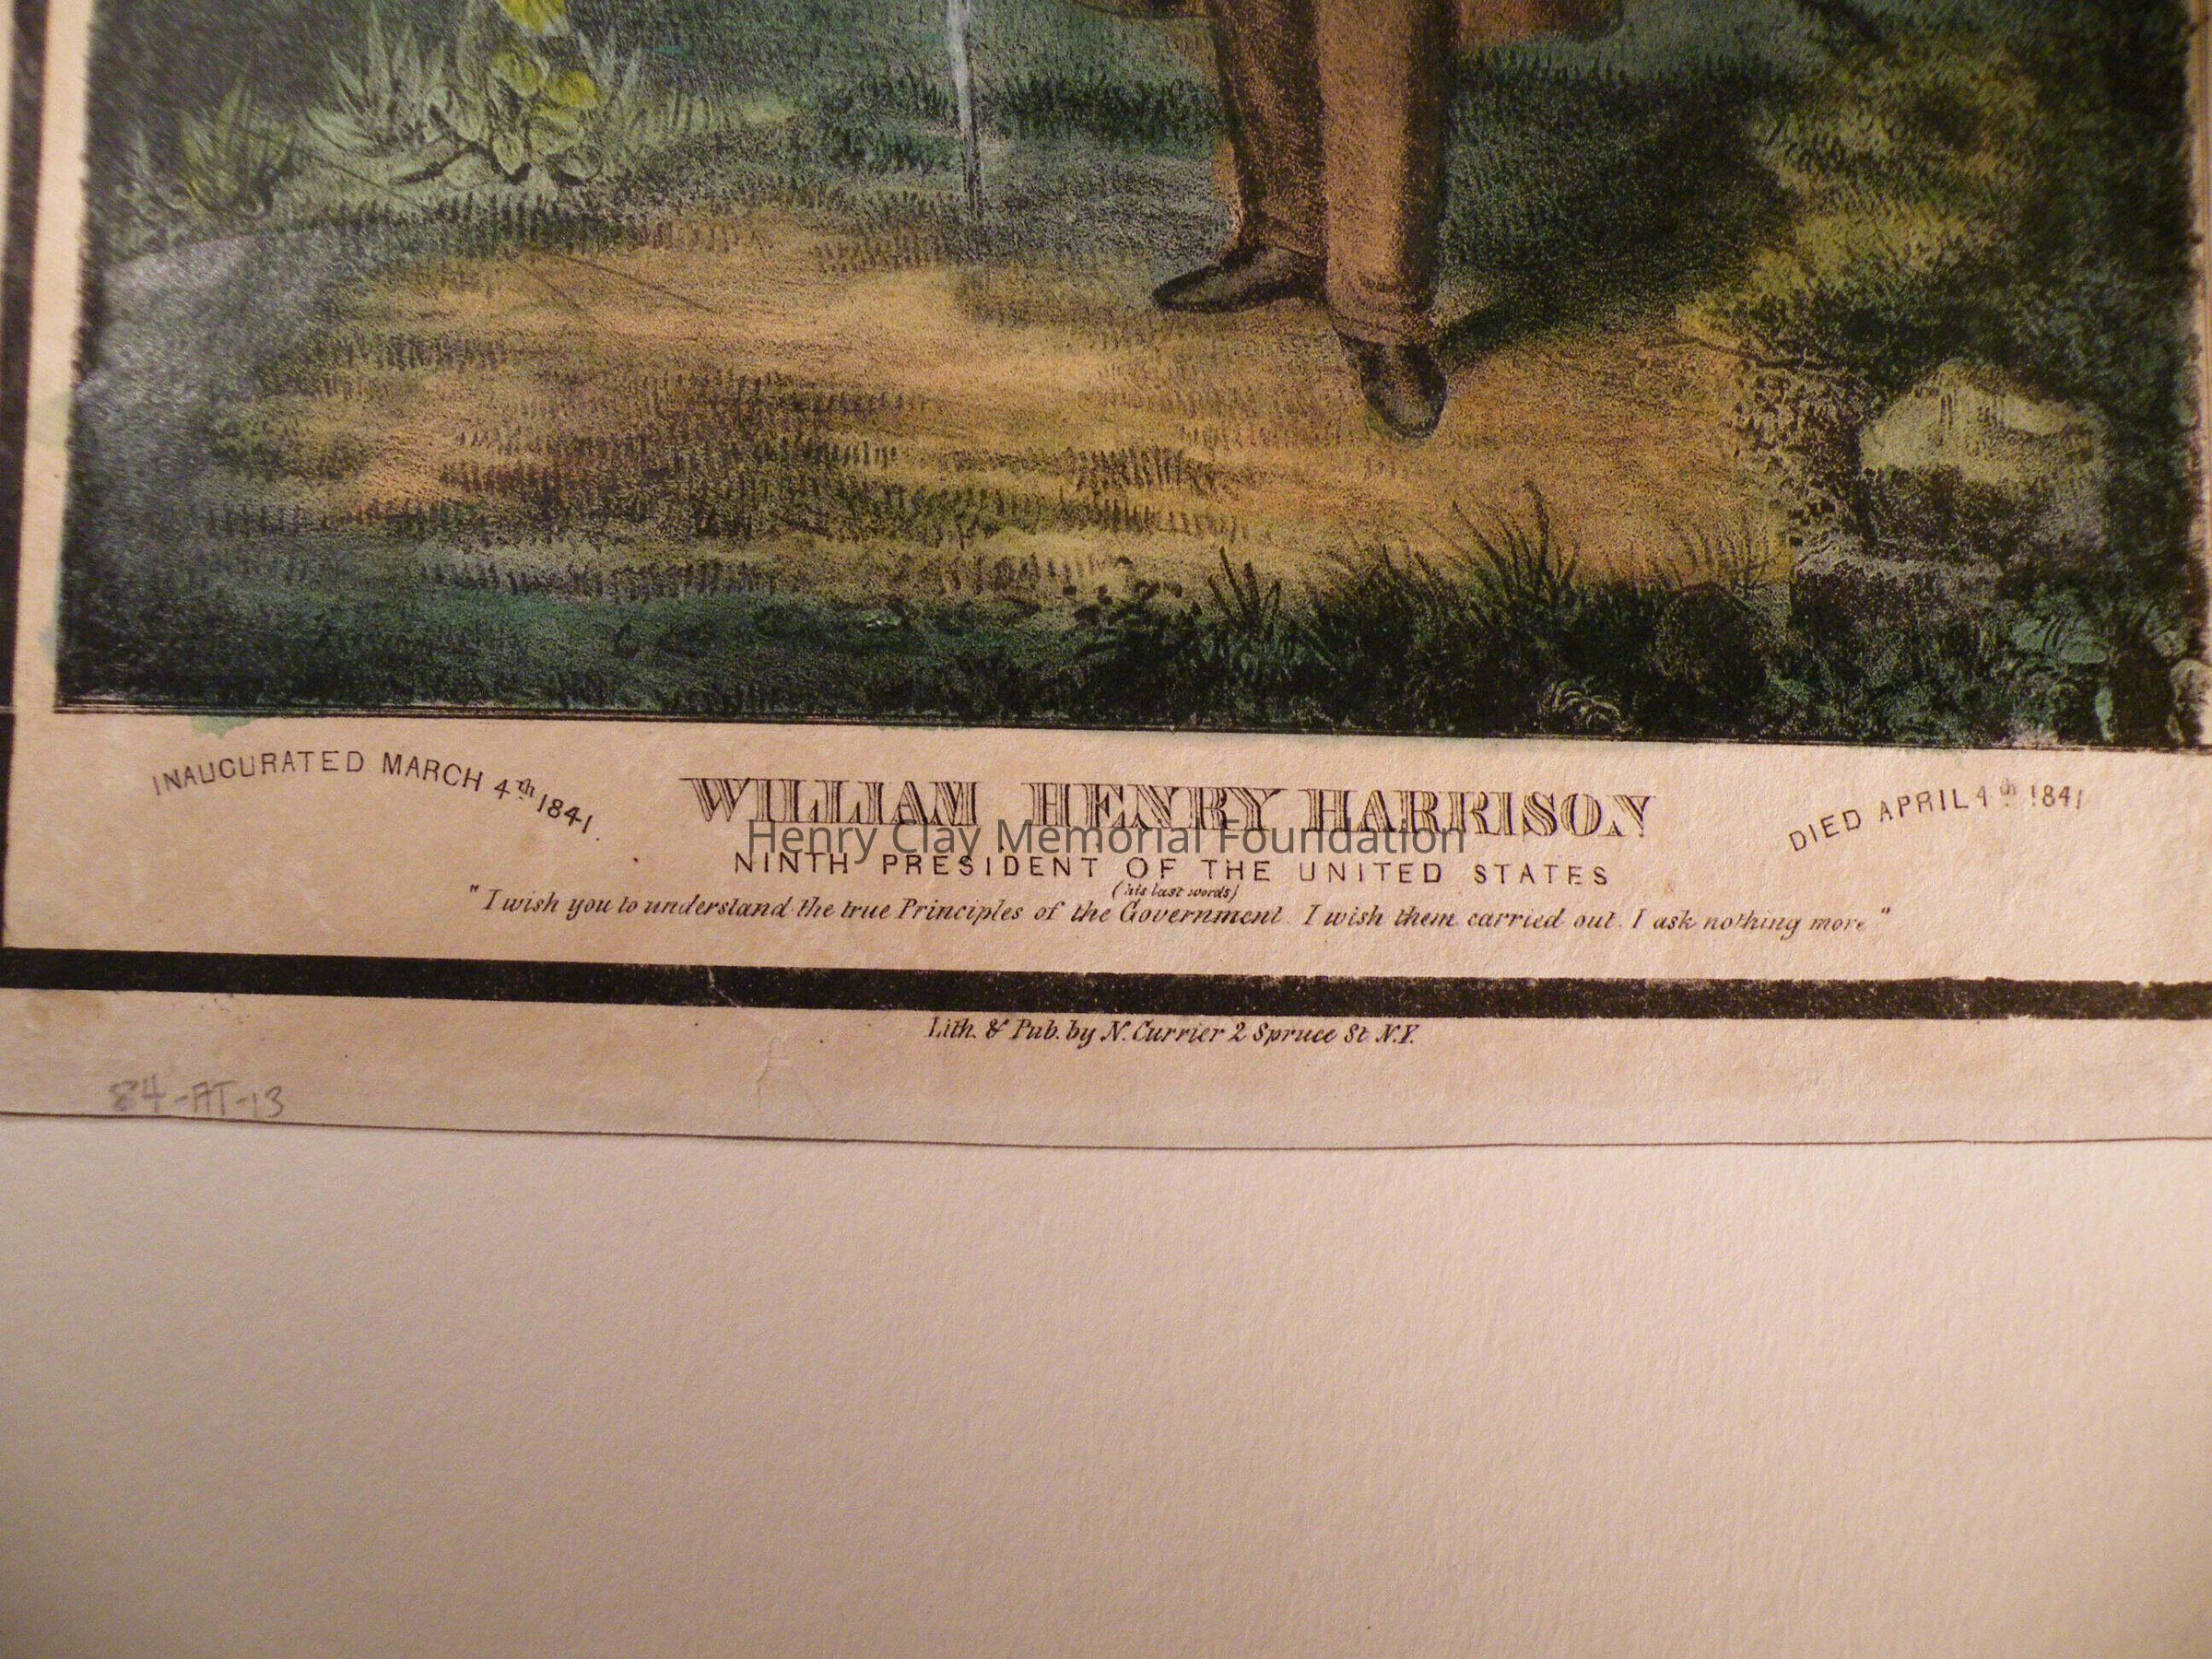 INAUGURATED MARCH 4th 1841.
WILLIAM HENRY HARRISON
DIED APRIL 4th 1841
Henry Clay Memorial Foundation
NINTH PRESIDENT OF THE UNITED STATES
(his last words)
"I wish you to understand the true Principles of the Government. I wish them carried out. I ask nothing more"
Lith. & Pub. by N. Currier 2 Spruce St. N.Y.
84-AT-13